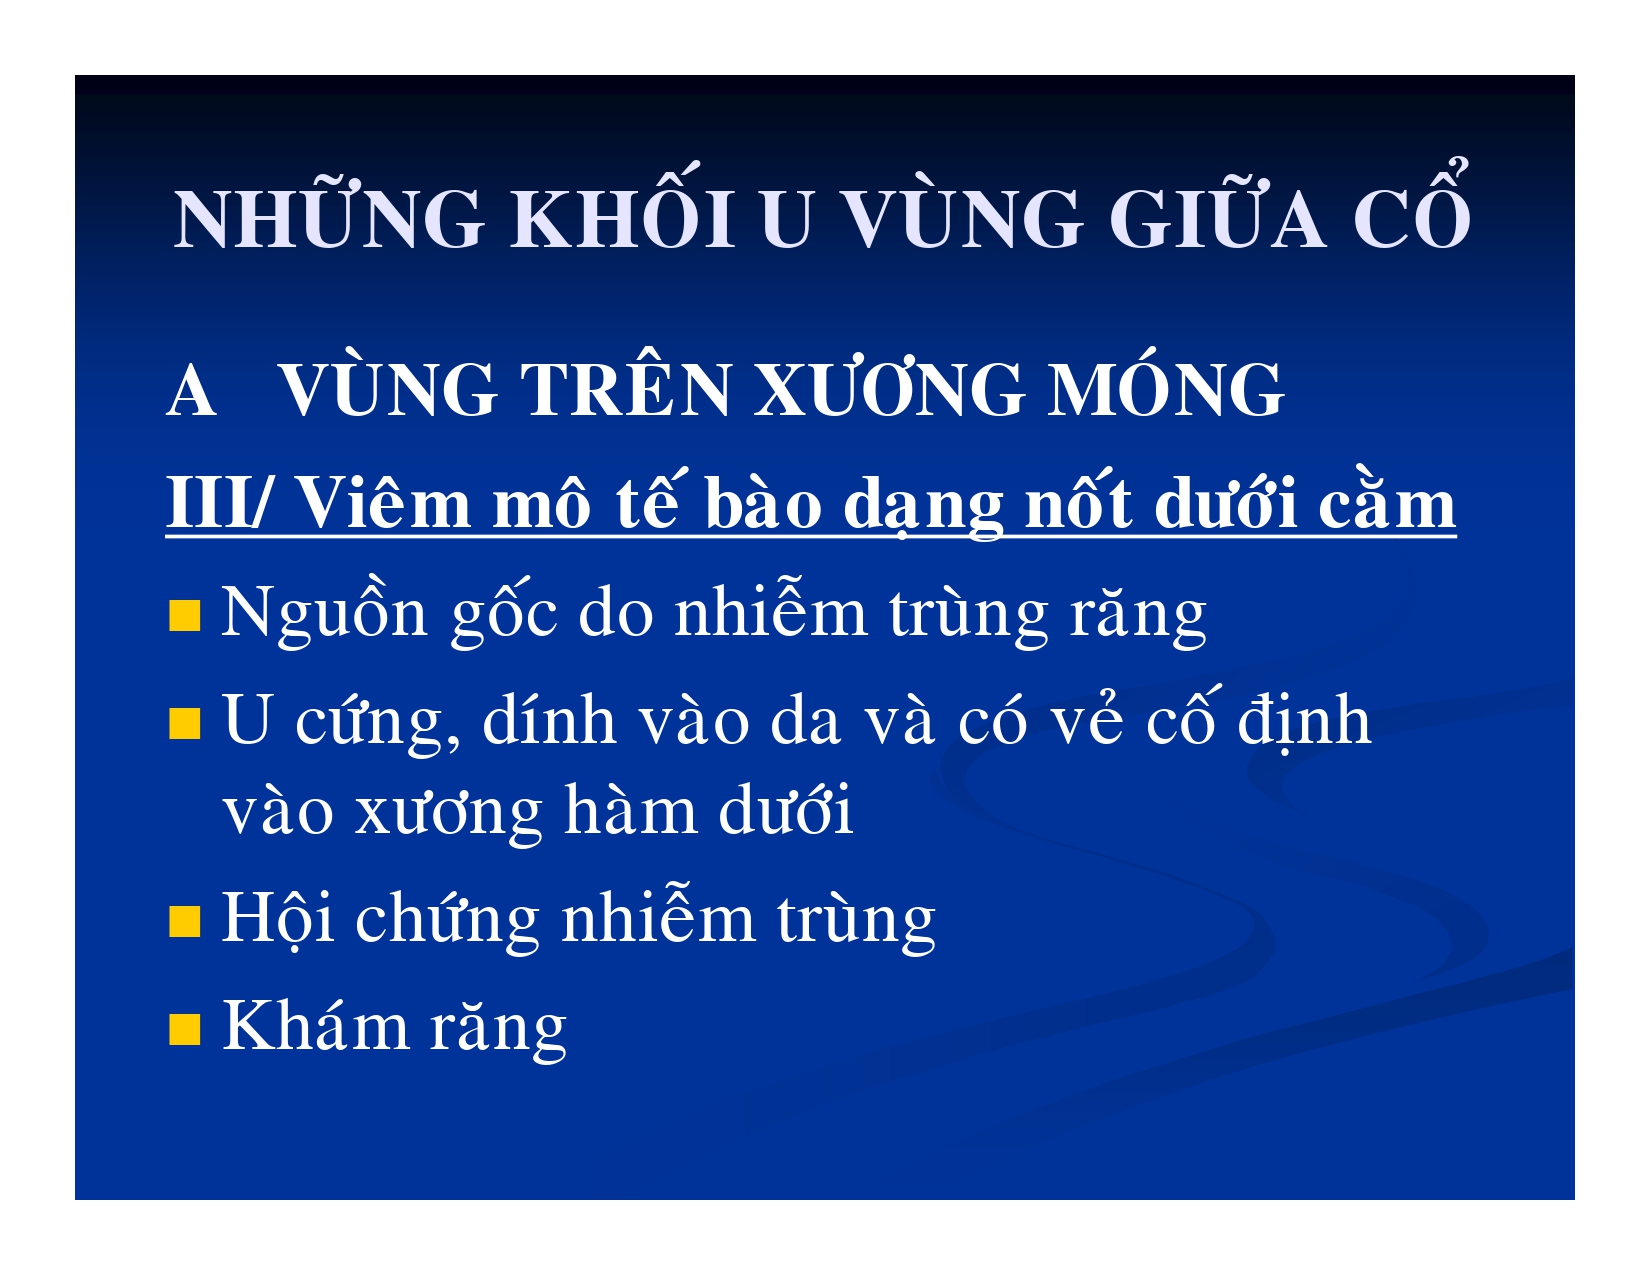 NHỮNG KHỐI U VÙNG GIỮA CỔ
A VÙNG TRÊN XƯƠNG MÓNG
III/ Viêm mô tế bào dạng nốt dưới cằm
Nguồn gốc do nhiễm trùng răng
U cứng, dính vào da và có vẻ cố định
vào xương hàm dưới
Hội chứng nhiễm trùng
Khám răng